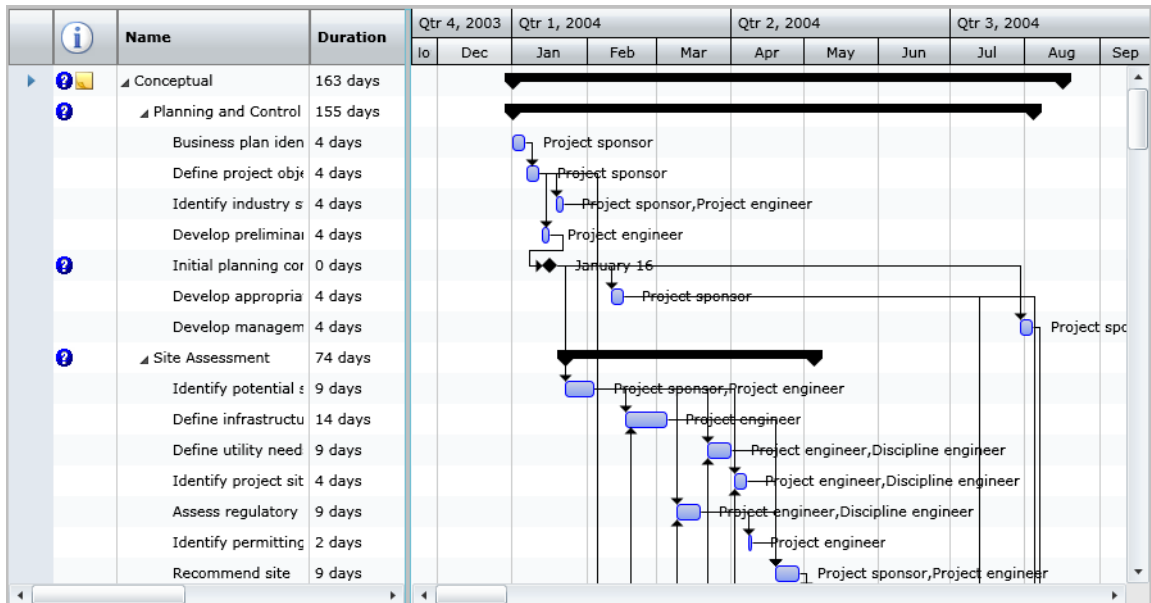 Name Duration Qtr 4, 2003 Qtr 1, 2004 Qtr 2, 2004 Qtr 3, 2004
lo Dec Jan Feb Mar Apr May Jun Jul Aug Sep
Conceptual 163 days
Planning and Control 155 days
Business plan iden 4 days Project sponsor
Define project obje 4 days Project sponsor
Identify industry s 4 days Project sponsor,Project engineer
Develop prelimina 4 days Project engineer
Initial planning cor 0 days January 16
Develop appropria 4 days Project sponsor
Develop managem 4 days Project spo
Site Assessment 74 days
Identify potential s 9 days Project sponsor,Project engineer
Define infrastructu 14 days Project engineer
Define utility need 9 days Project engineer,Discipline engineer
Identify project sit 4 days Project engineer,Discipline engineer
Assess regulatory 9 days Project engineer,Discipline engineer
Identify permitting 2 days Project engineer
Recommend site 9 days Project sponsor,Project engineer